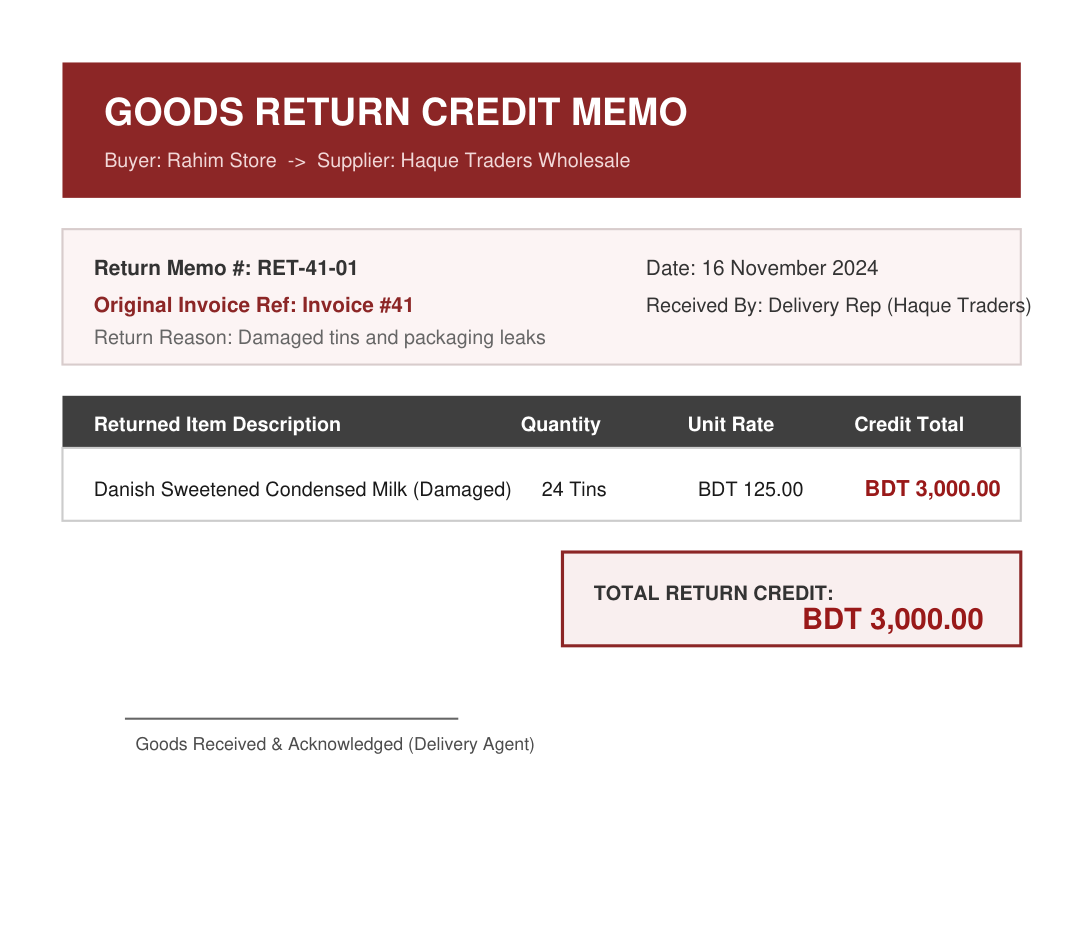 GOODS RETURN CREDIT MEMO
Buyer: Rahim Store -> Supplier: Haque Traders Wholesale
Return Memo #: RET-41-01 Date: 16 November 2024
Original Invoice Ref: Invoice #41 Received By: Delivery Rep (Haque Traders)
Return Reason: Damaged tins and packaging leaks
Returned Item Description Quantity Unit Rate Credit Total
Danish Sweetened Condensed Milk (Damaged) 24 Tins BDT 125.00 BDT 3,000.00
TOTAL RETURN CREDIT:
BDT 3,000.00
Goods Received & Acknowledged (Delivery Agent)